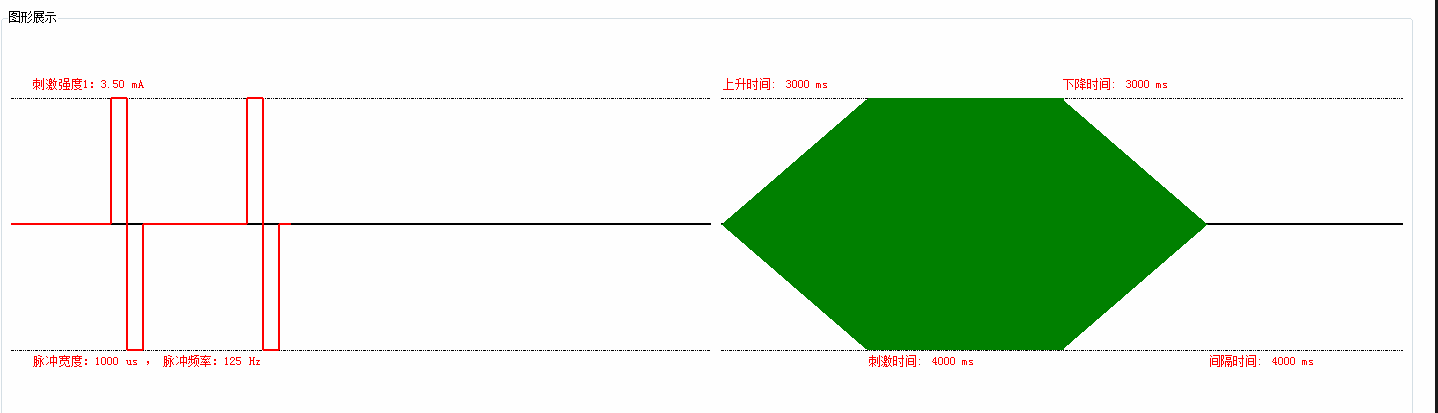 图形展示
刺激强度1: 3.50 mA
上升时间: 3000 ms
下降时间: 3000 ms
脉冲宽度: 1000 us , 脉冲频率: 125 Hz
刺激时间: 4000 ms
间隔时间: 4000 ms